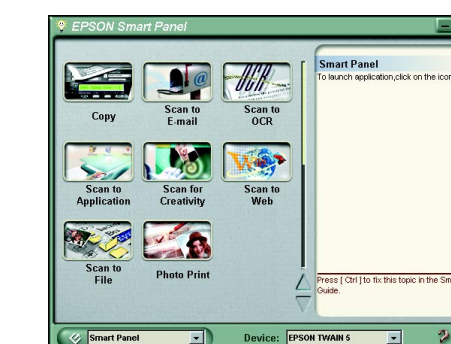 EPSON Smart Panel
Smart Panel
To launch application,click on the icon
@
OCR
Copy
Scan to
E-mail
Scan to
OCR
Web
Scan to
Application
Scan for
Creativity
Scan to
Web
Scan to
File
Photo Print
Press [ Ctrl ] to fix this topic in the Sm
Guide.
Smart Panel
Device: EPSON TWAIN 5